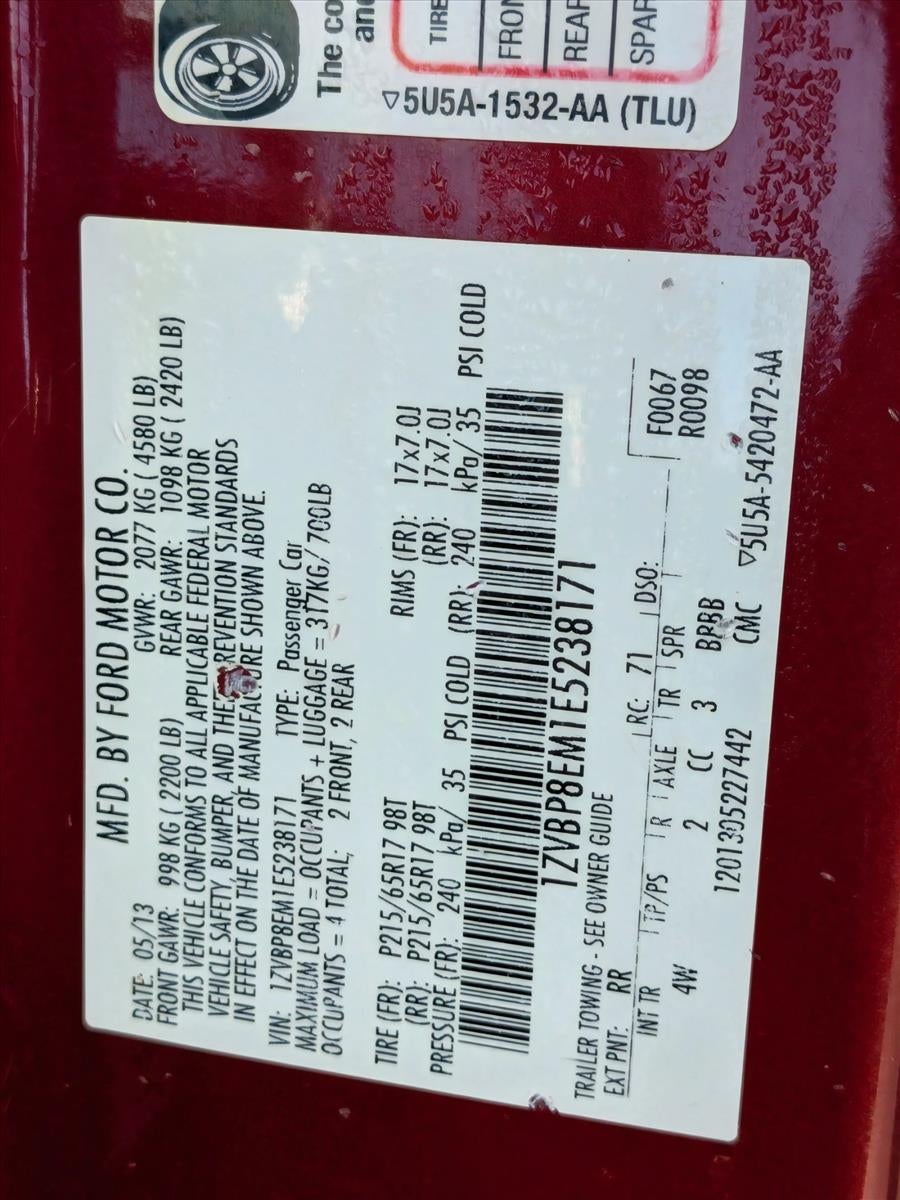 The co
and
TIRE
FRON
REAR
SPAR
▽5U5A-1532-AA (TLU)
MFD. BY FORD MOTOR CO.
DATE: 05/13 GVWR: 2077 KG ( 4580 LB)
FRONT GAWR: 998 KG ( 2200 LB) REAR GAWR: 1098 KG ( 2420 LB)
THIS VEHICLE CONFORMS TO ALL APPLICABLE FEDERAL MOTOR
VEHICLE SAFETY, BUMPER, AND THEFT PREVENTION STANDARDS
IN EFFECT ON THE DATE OF MANUFACTURE SHOWN ABOVE.
VIN: 1ZVBP8EM1E5238171 TYPE: Passenger Car
MAXIMUM LOAD = OCCUPANTS + LUGGAGE = 317KG/ 700LB
OCCUPANTS = 4 TOTAL, 2 FRONT, 2 REAR
TIRE (FR): P215/65R17 98T RIMS (FR): 17x7.0J
(RR): P215/65R17 98T (RR): 17x7.0J
PRESSURE (FR): 240 kPa/ 35 PSI COLD (RR): 240 kPa/ 35 PSI COLD
1ZVBP8EM1E5238171
TRAILER TOWING - SEE OWNER GUIDE
EXT PNT: RR RC: 71 DSO:
F0067
R0098
INT TR TP/PS R AXLE TR SPR
4W 2 CC 3 BPBB
1201305227442 CMC
▽5U5A-5420472-AA